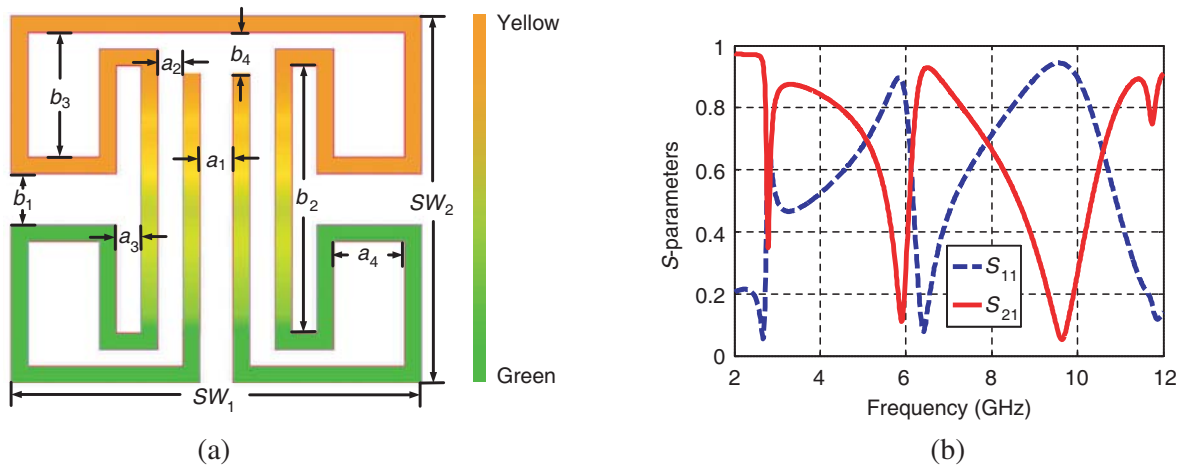 Yellow
Green
a₂
b₄
b₃
a₁
b₁
b₂
SW₂
a₃
a₄
SW₁
(a)
S-parameters
1
0.8
0.6
0.4
0.2
0
S₁₁
S₂₁
2 4 6 8 10 12
Frequency (GHz)
(b)